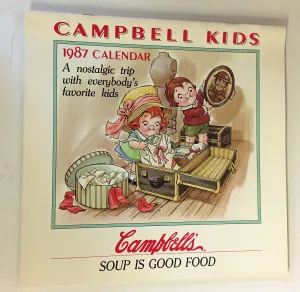 CAMPBELL KIDS
1987 CALENDAR
A nostalgic trip
with everybody's
favorite kids
Campbell's
SOUP IS GOOD FOOD